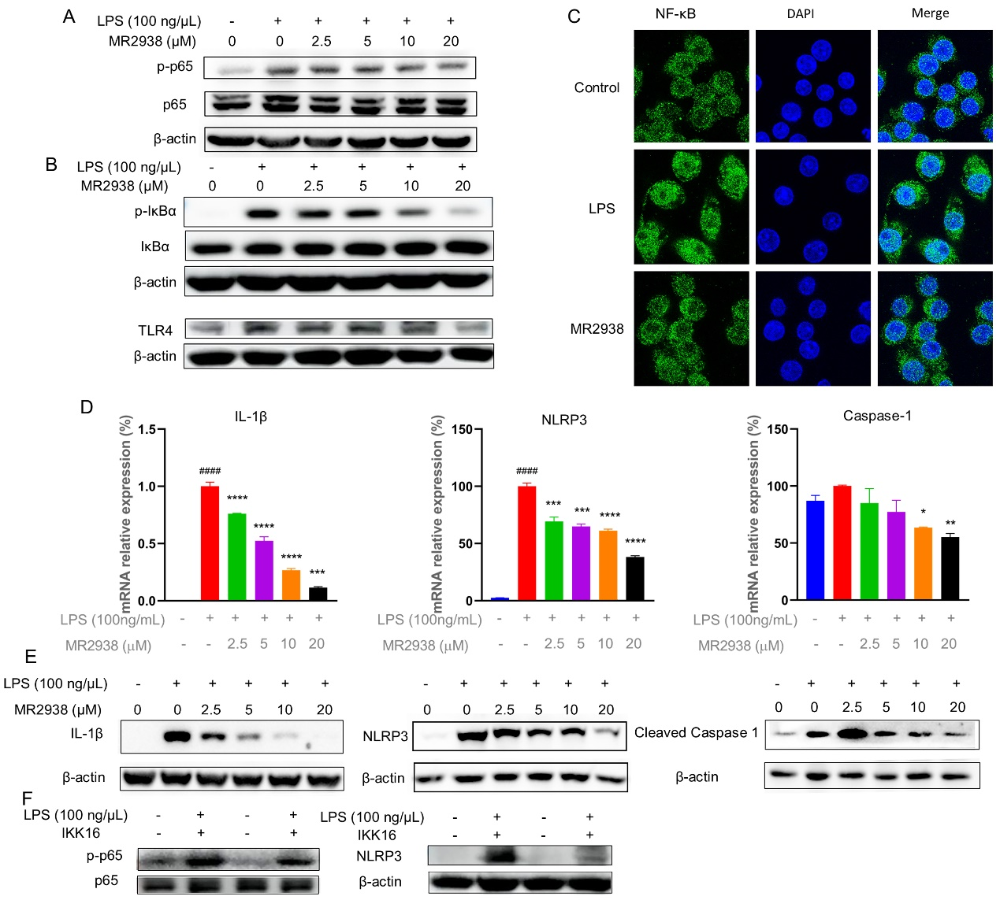 A
LPS (100 ng/μL) - + + + + +
MR2938 (μM) 0 0 2.5 5 10 20
p-p65
p65
β-actin
B
LPS (100 ng/μL) - + + + + +
MR2938 (μM) 0 0 2.5 5 10 20
p-IκBα
IκBα
β-actin
TLR4
β-actin
C
NF-κB DAPI Merge
Control
LPS
MR2938
D
IL-1β
mRNA relative expression (%)
1.5
1.0
0.5
0.0
#### **** **** **** ***
LPS (100ng/mL) - + + + + +
MR2938 (μM) - - 2.5 5 10 20
NLRP3
mRNA relative expression (%)
150
100
50
0
#### *** *** **** ****
LPS (100ng/mL) - + + + + +
MR2938 (μM) - - 2.5 5 10 20
Caspase-1
mRNA relative expression (%)
150
100
50
0
* **
LPS (100ng/mL) - + + + + +
MR2938 (μM) - - 2.5 5 10 20
E
LPS (100 ng/μL) - + + + + +
MR2938 (μM) 0 0 2.5 5 10 20
IL-1β
β-actin
- + + + + +
0 0 2.5 5 10 20
NLRP3
β-actin
- + + + + +
0 0 2.5 5 10 20
Cleaved Caspase 1
β-actin
F
LPS (100 ng/μL) - + - +
IKK16 - + - +
p-p65
p65
LPS (100 ng/μL) - + - +
IKK16 - + - +
NLRP3
β-actin